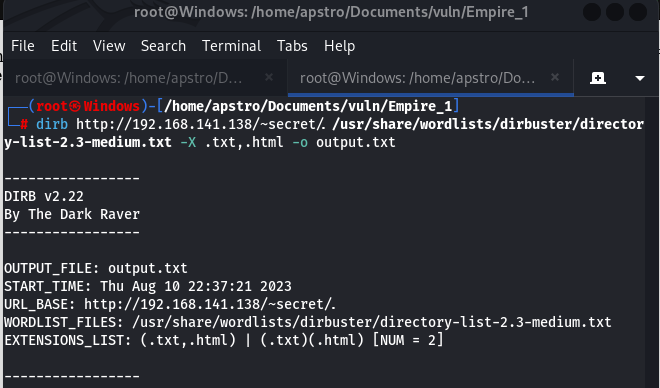 root@Windows: /home/apstro/Documents/vuln/Empire_1
File Edit View Search Terminal Tabs Help
root@Windows: /home/apstro/D... × root@Windows: /home/apstro/Do... ×
┌──(root㉿Windows)-[/home/apstro/Documents/vuln/Empire_1]
└─# dirb http://192.168.141.138/~secret/. /usr/share/wordlists/dirbuster/director
y-list-2.3-medium.txt -X .txt,.html -o output.txt
-----------------
DIRB v2.22
By The Dark Raver
-----------------
OUTPUT_FILE: output.txt
START_TIME: Thu Aug 10 22:37:21 2023
URL_BASE: http://192.168.141.138/~secret/.
WORDLIST_FILES: /usr/share/wordlists/dirbuster/directory-list-2.3-medium.txt
EXTENSIONS_LIST: (.txt,.html) | (.txt)(.html) [NUM = 2]
-----------------